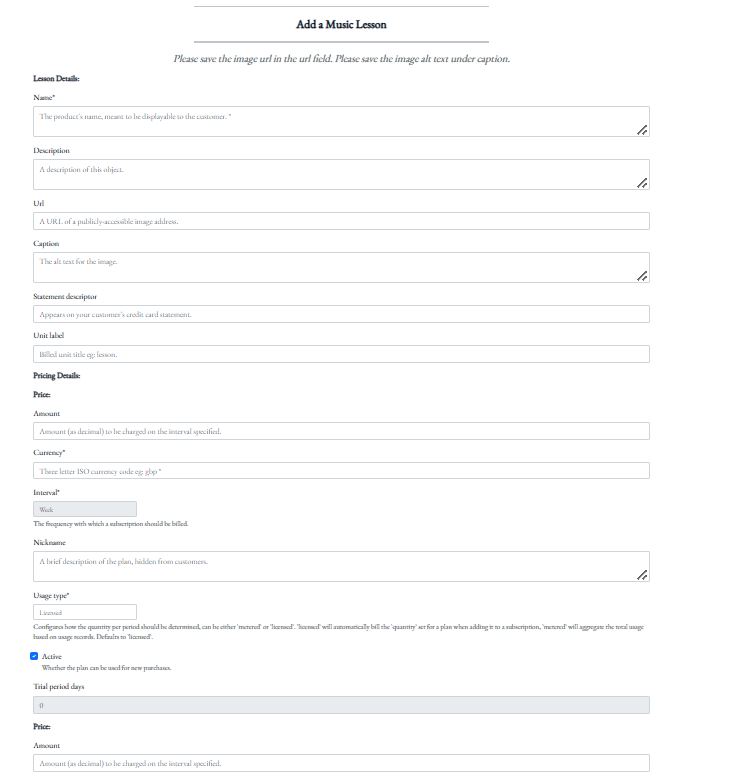 Add a Music Lesson
Please save the image url in the url field. Please save the image alt text under caption.
Lesson Details:
Name*
The product's name, meant to be displayable to the customer. *
Description
A description of this object.
Url
A URL of a publicly-accessible image address.
Caption
The alt text for the image.
Statement descriptor
Appears on your customer's credit card statement.
Unit label
Billed unit title eg: lesson.
Pricing Details:
Price:
Amount
Amount (as decimal) to be charged on the interval specified.
Currency*
Three letter ISO currency code eg: gbp *
Interval*
Week
The frequency with which a subscription should be billed.
Nickname
A brief description of the plan, hidden from customers.
Usage type*
Licensed
Configures how the quantity per period should be determined, can be either 'metered' or 'licensed'. 'licensed' will automatically bill the 'quantity' set for a plan when adding it to a subscription, 'metered' will aggregate the total usage
based on usage records. Defaults to 'licensed'.
Active
Whether the plan can be used for new purchases.
Trial period days
0
Price:
Amount
Amount (as decimal) to be charged on the interval specified.